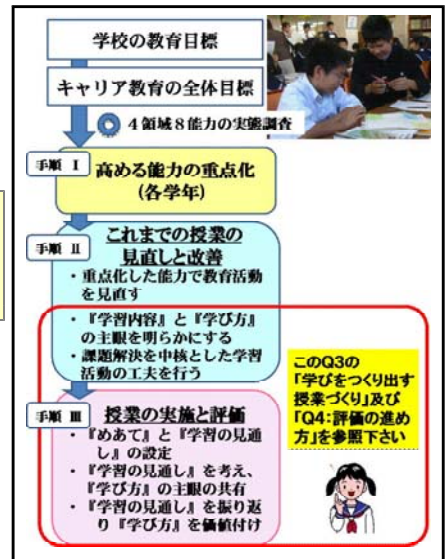 学校の教育目標
キャリア教育の全体目標
4領域8能力の実態調査
手順 Ⅰ
高める能力の重点化
(各学年)
手順 Ⅱ
これまでの授業の
見直しと改善
・重点化した能力で教育活動
を見直す
・『学習内容』と『学び方』
の主眼を明らかにする
・課題解決を中核とした学習
活動の工夫を行う
手順 Ⅲ
授業の実施と評価
・『めあて』と『学習の見通
し』の設定
・『学習の見通し』を考え、
『学び方』の主眼の共有
・『学習の見通し』を振り返
り『学び方』を価値付け
このQ3の
「学びをつくり出す
授業づくり」及び
「Q4:評価の進め
方」を参照下さい